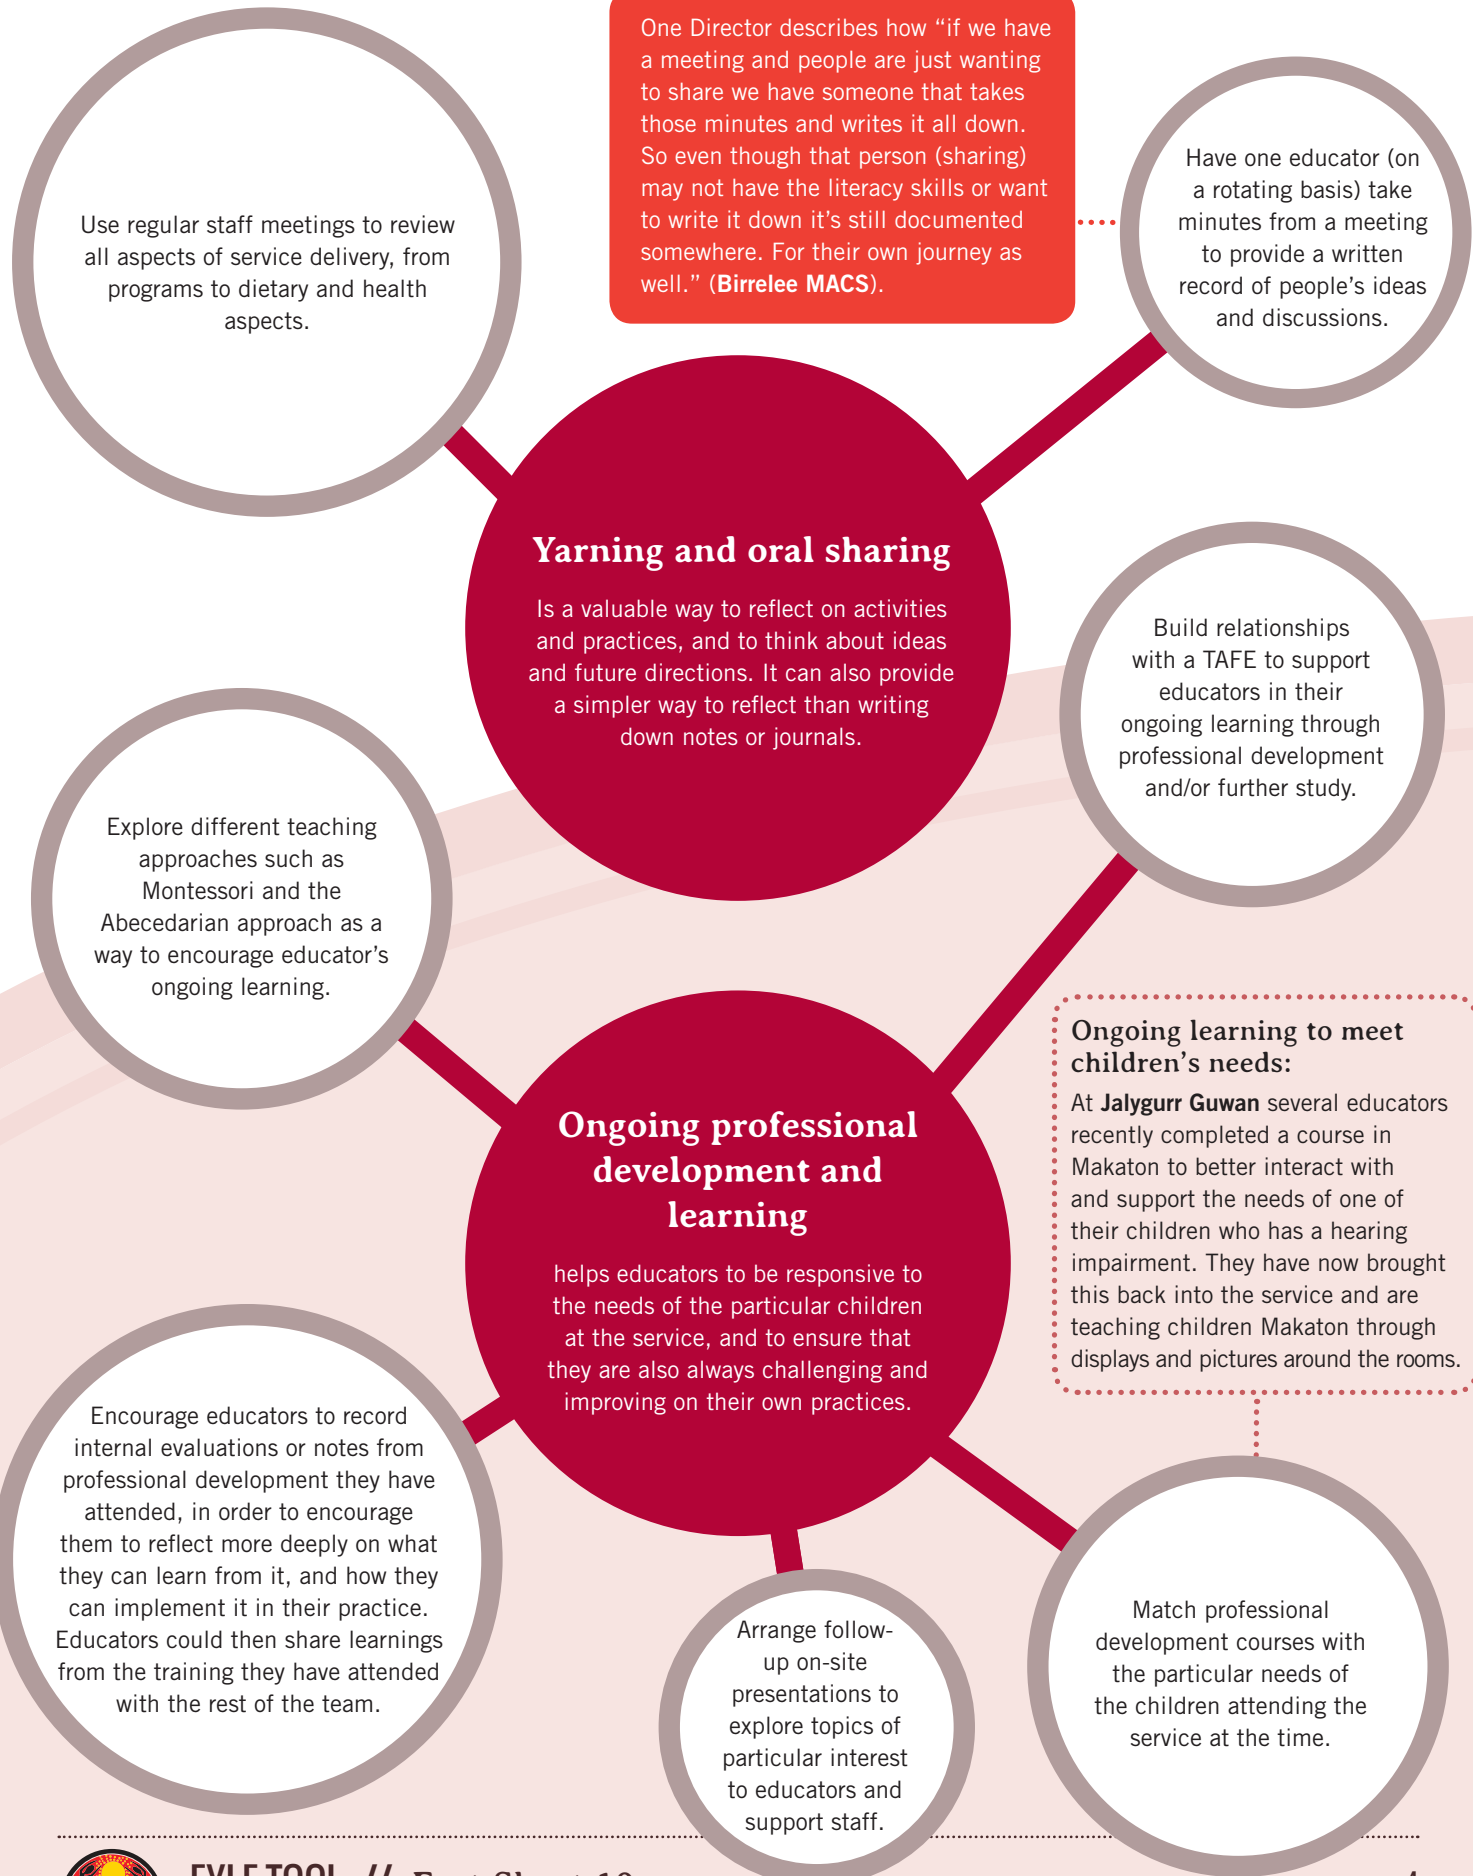 One Director describes how “if we have
a meeting and people are just wanting
to share we have someone that takes
those minutes and writes it all down.
So even though that person (sharing)
may not have the literacy skills or want
to write it down it’s still documented
somewhere. For their own journey as
well.” (Birrelee MACS).
Use regular staff meetings to review
all aspects of service delivery, from
programs to dietary and health
aspects.
Have one educator (on
a rotating basis) take
minutes from a meeting
to provide a written
record of people’s ideas
and discussions.
Yarning and oral sharing
Is a valuable way to reflect on activities
and practices, and to think about ideas
and future directions. It can also provide
a simpler way to reflect than writing
down notes or journals.
Build relationships
with a TAFE to support
educators in their
ongoing learning through
professional development
and/or further study.
Explore different teaching
approaches such as
Montessori and the
Abecedarian approach as a
way to encourage educator’s
ongoing learning.
Ongoing professional
development and
learning
helps educators to be responsive to
the needs of the particular children
at the service, and to ensure that
they are also always challenging and
improving on their own practices.
Ongoing learning to meet
children’s needs:
At Jalygurr Guwan several educators
recently completed a course in
Makaton to better interact with
and support the needs of one of
their children who has a hearing
impairment. They have now brought
this back into the service and are
teaching children Makaton through
displays and pictures around the rooms.
Encourage educators to record
internal evaluations or notes from
professional development they have
attended, in order to encourage
them to reflect more deeply on what
they can learn from it, and how they
can implement it in their practice.
Educators could then share learnings
from the training they have attended
with the rest of the team.
Arrange follow-
up on-site
presentations to
explore topics of
particular interest
to educators and
support staff.
Match professional
development courses with
the particular needs of
the children attending the
service at the time.
EYLF TOOL // Fact Sheet 10